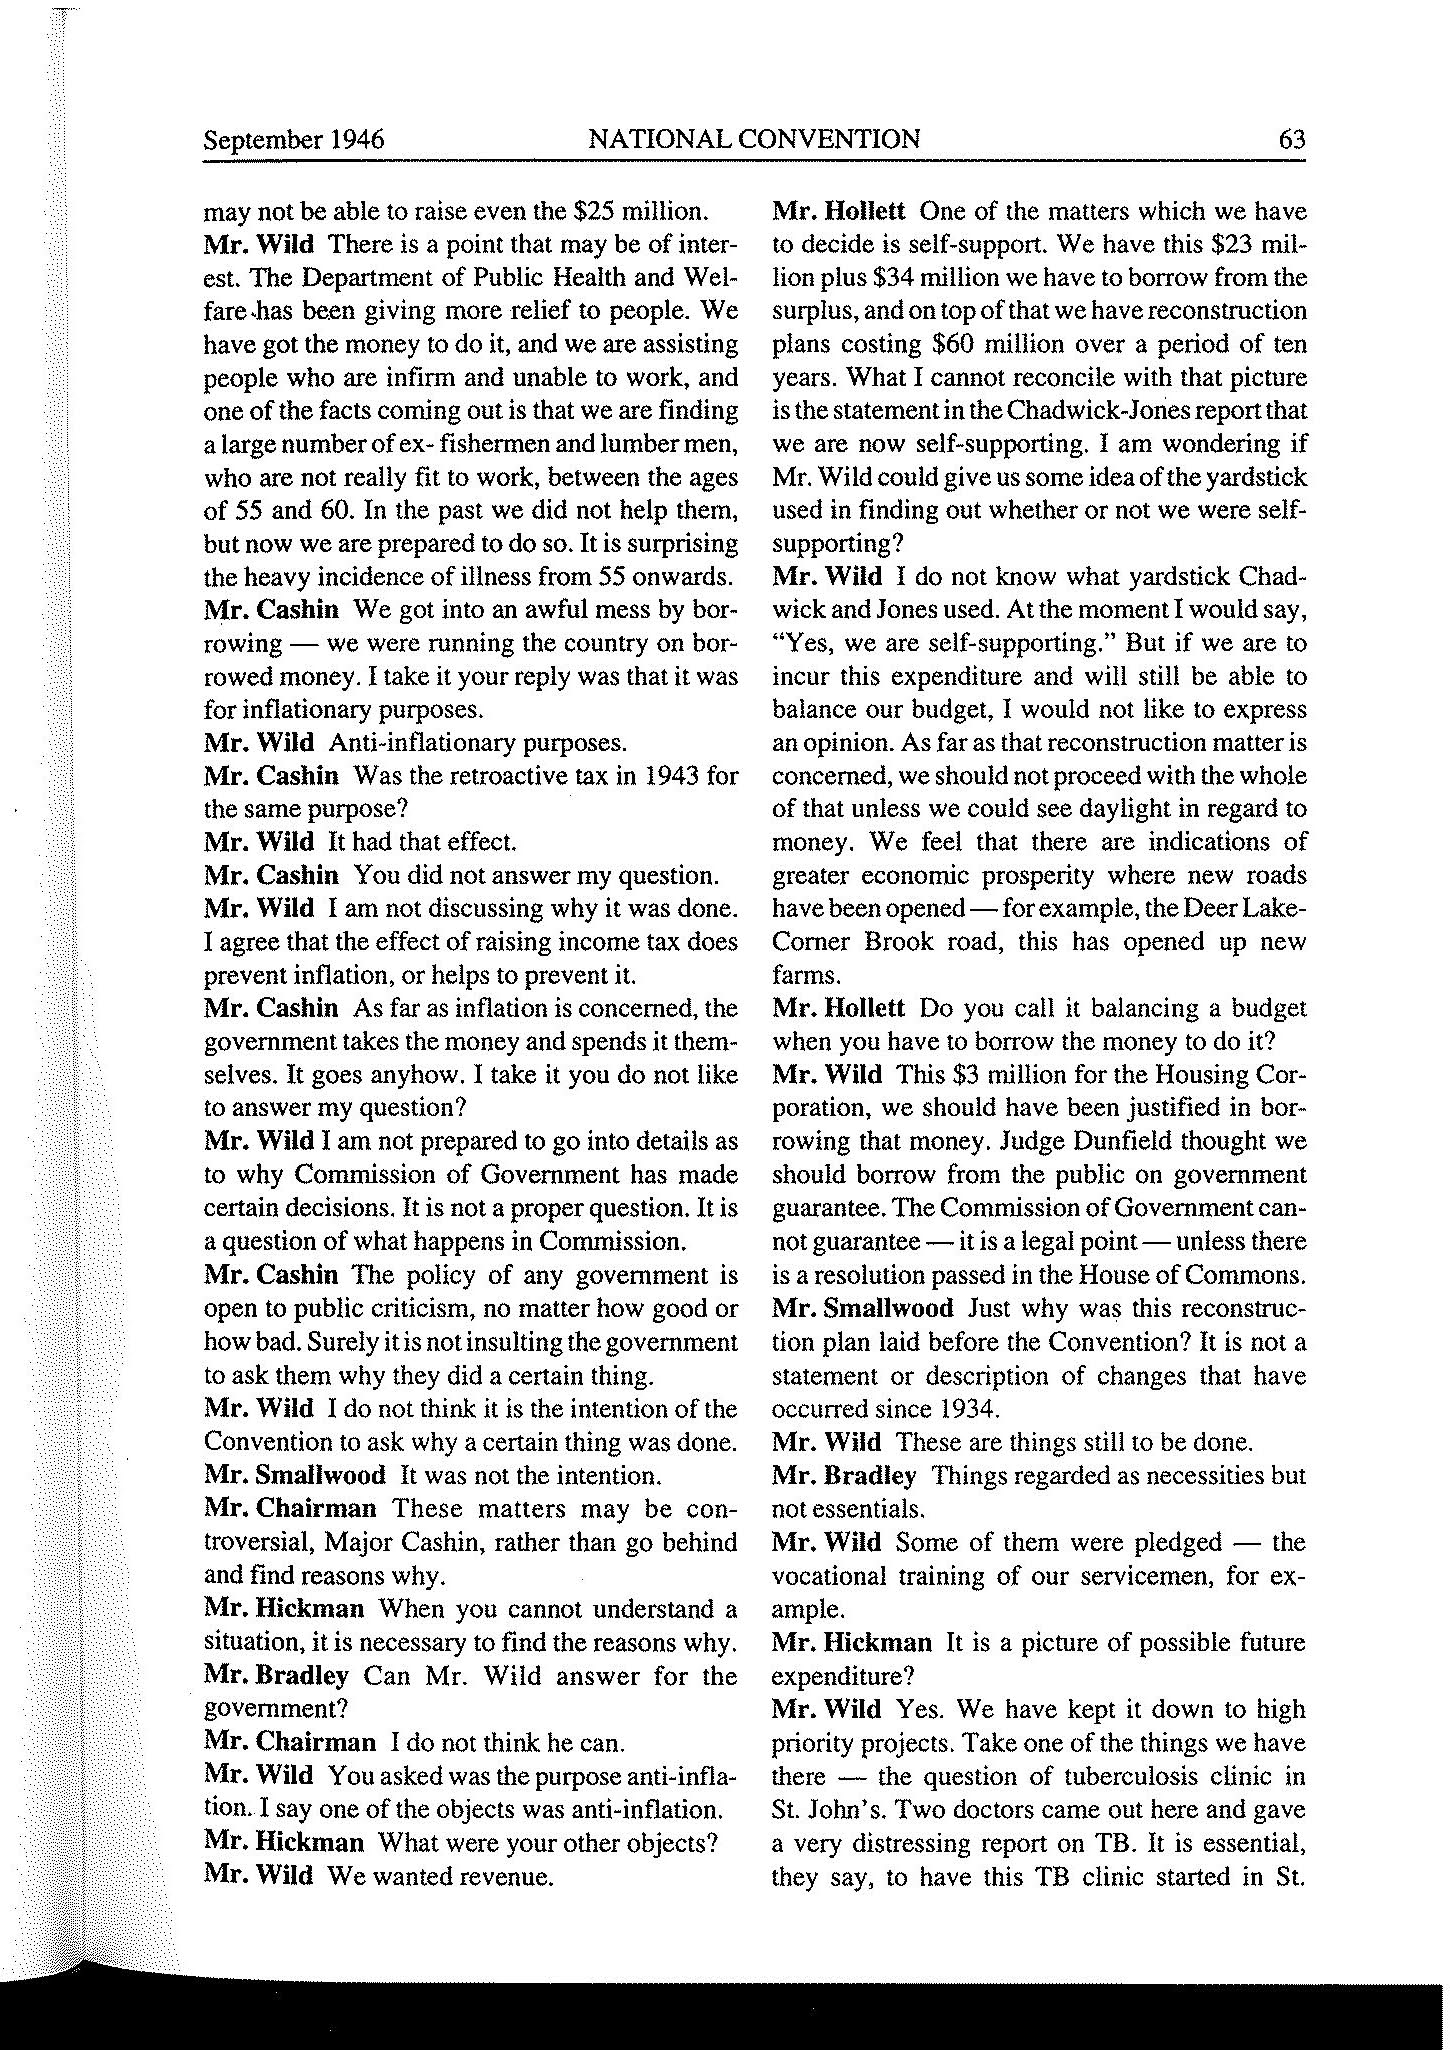 September 1946 NATIONAL CONVENTION 63
may not be able to raise even the $25 million.
Mr. Wild There is a point that may be of inter-
est. The Department of Public Health and Wel-
fare has been giving more relief to people. We
have got the money to do it, and we are assisting
people who are infirm and unable to work, and
one of the facts coming out is that we are finding
a large number of ex- fishermen and lumber men,
who are not really fit to work, between the ages
of 55 and 60. In the past we did not help them,
but now we are prepared to do so. It is surprising
the heavy incidence of illness from 55 onwards.
Mr. Cashin We got into an awful mess by bor-
rowing — we were running the country on bor-
rowed money. I take it your reply was that it was
for inflationary purposes.
Mr. Wild Anti-inflationary purposes.
Mr. Cashin Was the retroactive tax in 1943 for
the same purpose?
Mr. Wild It had that effect.
Mr. Cashin You did not answer my question.
Mr. Wild I am not discussing why it was done.
I agree that the effect of raising income tax does
prevent inflation, or helps to prevent it.
Mr. Cashin As far as inflation is concerned, the
government takes the money and spends it them-
selves. It goes anyhow. I take it you do not like
to answer my question?
Mr. Wild I am not prepared to go into details as
to why Commission of Government has made
certain decisions. It is not a proper question. It is
a question of what happens in Commission.
Mr. Cashin The policy of any government is
open to public criticism, no matter how good or
how bad. Surely it is not insulting the government
to ask them why they did a certain thing.
Mr. Wild I do not think it is the intention of the
Convention to ask why a certain thing was done.
Mr. Smallwood It was not the intention.
Mr. Chairman These matters may be con-
troversial, Major Cashin, rather than go behind
and find reasons why.
Mr. Hickman When you cannot understand a
situation, it is necessary to find the reasons why.
Mr. Bradley Can Mr. Wild answer for the
government?
Mr. Chairman I do not think he can.
Mr. Wild You asked was the purpose anti-infla-
tion. I say one of the objects was anti-inflation.
Mr. Hickman What were your other objects?
Mr. Wild We wanted revenue.
Mr. Hollett One of the matters which we have
to decide is self-support. We have this $23 mil-
lion plus $34 million we have to borrow from the
surplus, and on top of that we have reconstruction
plans costing $60 million over a period of ten
years. What I cannot reconcile with that picture
is the statement in the Chadwick-Jones report that
we are now self-supporting. I am wondering if
Mr. Wild could give us some idea of the yardstick
used in finding out whether or not we were self-
supporting?
Mr. Wild I do not know what yardstick Chad-
wick and Jones used. At the moment I would say,
“Yes, we are self-supporting.” But if we are to
incur this expenditure and will still be able to
balance our budget, I would not like to express
an opinion. As far as that reconstruction matter is
concerned, we should not proceed with the whole
of that unless we could see daylight in regard to
money. We feel that there are indications of
greater economic prosperity where new roads
have been opened — for example, the Deer Lake-
Corner Brook road, this has opened up new
farms.
Mr. Hollett Do you call it balancing a budget
when you have to borrow the money to do it?
Mr. Wild This $3 million for the Housing Cor-
poration, we should have been justified in bor-
rowing that money. Judge Dunfield thought we
should borrow from the public on government
guarantee. The Commission of Government can-
not guarantee — it is a legal point — unless there
is a resolution passed in the House of Commons.
Mr. Smallwood Just why was this reconstruc-
tion plan laid before the Convention? It is not a
statement or description of changes that have
occurred since 1934.
Mr. Wild These are things still to be done.
Mr. Bradley Things regarded as necessities but
not essentials.
Mr. Wild Some of them were pledged — the
vocational training of our servicemen, for ex-
ample.
Mr. Hickman It is a picture of possible future
expenditure?
Mr. Wild Yes. We have kept it down to high
priority projects. Take one of the things we have
there — the question of tuberculosis clinic in
St. John's. Two doctors came out here and gave
a very distressing report on TB. It is essential,
they say, to have this TB clinic started in St.